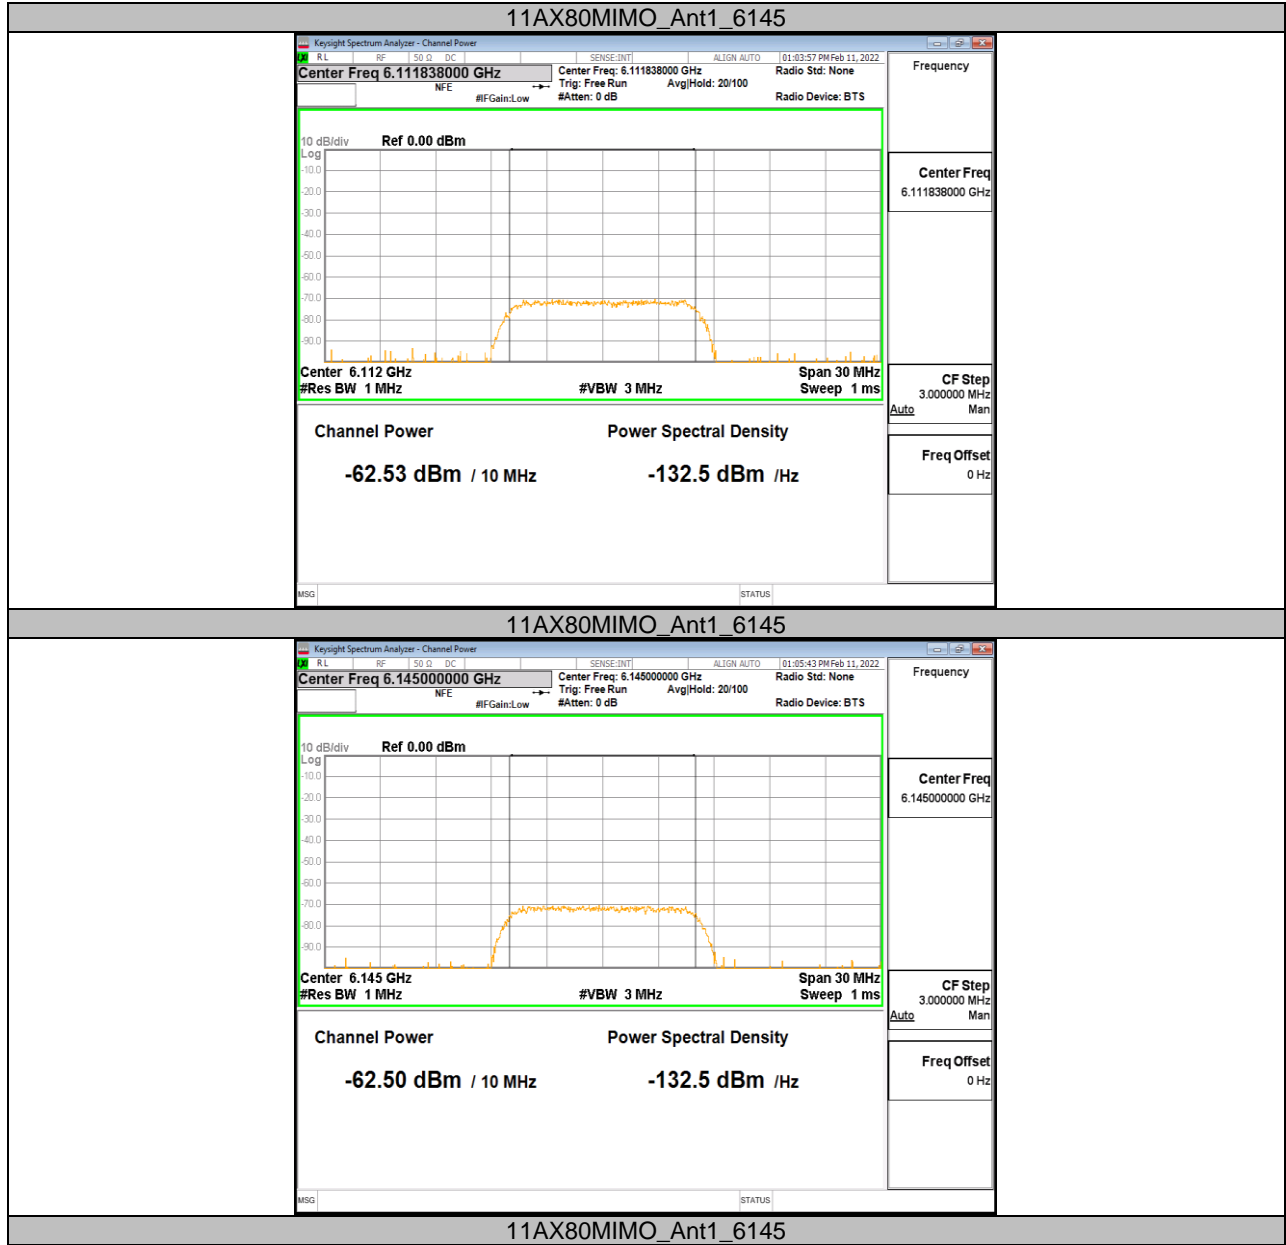 11AX80MIMO_Ant1_6145
Keysight Spectrum Analyzer - Channel Power
LXI RL RF 50 Ω DC SENSE:INT ALIGN AUTO 01:03:57 PM Feb 11, 2022
Center Freq 6.111838000 GHz
Center Freq: 6.111838000 GHz
Radio Std: None
Frequency
NFE
Trig: Free Run Avg|Hold: 20/100
#IFGain:Low
#Atten: 0 dB
Radio Device: BTS
10 dB/div Ref 0.00 dBm
Log
-10.0
-20.0
-30.0
-40.0
-50.0
-60.0
-70.0
-80.0
-90.0
Center Freq
6.111838000 GHz
Center 6.112 GHz Span 30 MHz
#Res BW 1 MHz #VBW 3 MHz Sweep 1 ms
CF Step
3.000000 MHz
Auto Man
Channel Power Power Spectral Density
Freq Offset
0 Hz
-62.53 dBm / 10 MHz -132.5 dBm /Hz
MSG STATUS
11AX80MIMO_Ant1_6145
Keysight Spectrum Analyzer - Channel Power
LXI RL RF 50 Ω DC SENSE:INT ALIGN AUTO 01:05:43 PM Feb 11, 2022
Center Freq 6.145000000 GHz
Center Freq: 6.145000000 GHz
Radio Std: None
Frequency
NFE
Trig: Free Run Avg|Hold: 20/100
#IFGain:Low
#Atten: 0 dB
Radio Device: BTS
10 dB/div Ref 0.00 dBm
Log
-10.0
-20.0
-30.0
-40.0
-50.0
-60.0
-70.0
-80.0
-90.0
Center Freq
6.145000000 GHz
Center 6.145 GHz Span 30 MHz
#Res BW 1 MHz #VBW 3 MHz Sweep 1 ms
CF Step
3.000000 MHz
Auto Man
Channel Power Power Spectral Density
Freq Offset
0 Hz
-62.50 dBm / 10 MHz -132.5 dBm /Hz
MSG STATUS
11AX80MIMO_Ant1_6145